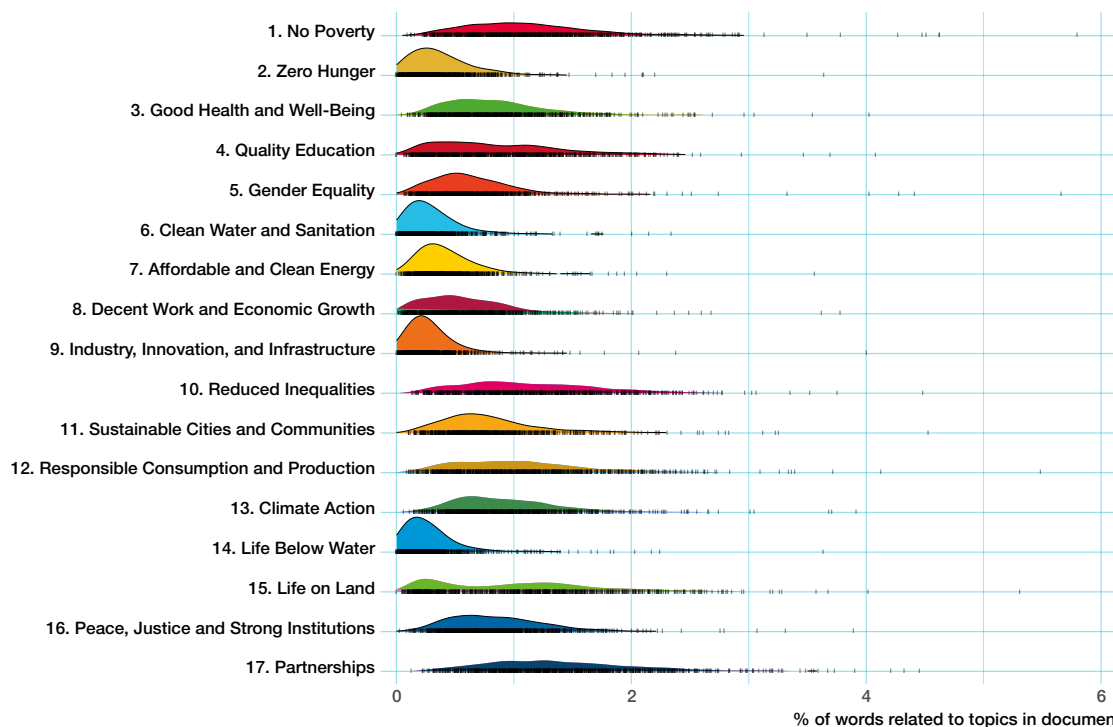 1. No Poverty
2. Zero Hunger
3. Good Health and Well-Being
4. Quality Education
5. Gender Equality
6. Clean Water and Sanitation
7. Affordable and Clean Energy
8. Decent Work and Economic Growth
9. Industry, Innovation, and Infrastructure
10. Reduced Inequalities
11. Sustainable Cities and Communities
12. Responsible Consumption and Production
13. Climate Action
14. Life Below Water
15. Life on Land
16. Peace, Justice and Strong Institutions
17. Partnerships
0 2 4 6
% of words related to topics in documen